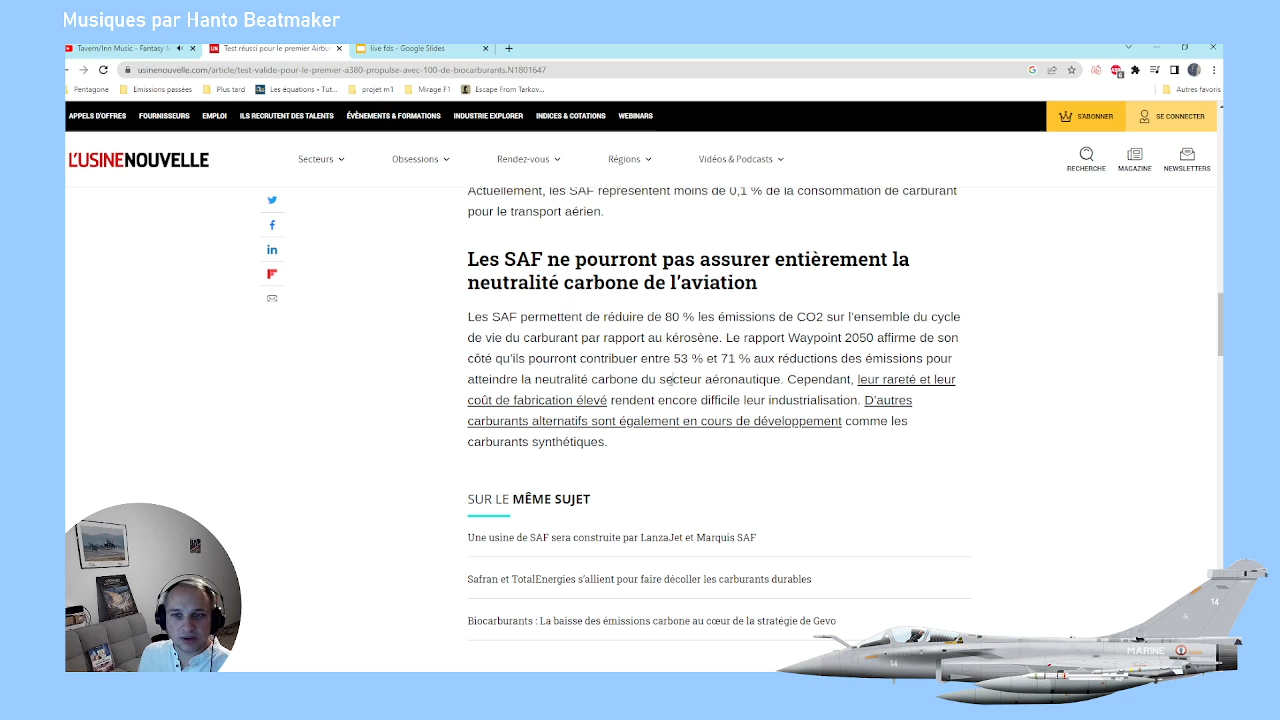 Musiques par Hanto Beatmaker
Tavern/Inn Music - Fantasy M
Test réussi pour le premier Airbu
live fds - Google Slides
usinenouvelle.com/article/test-valide-pour-le-premier-a380-propulse-avec-100-de-biocarburants.N1801647
Pentagone Emissions passées Plus tard Les équations • Tut... projet m1 Mirage F1 Escape From Tarkov... Autres favoris
APPELS D'OFFRES FOURNISSEURS EMPLOI ILS RECRUTENT DES TALENTS ÉVÈNEMENTS & FORMATIONS INDUSTRIE EXPLORER INDICES & COTATIONS WEBINARS S'ABONNER SE CONNECTER
L'USINENOUVELLE
Secteurs Obsessions Rendez-vous Régions Vidéos & Podcasts
RECHERCHE MAGAZINE NEWSLETTERS
Actuellement, les SAF représentent moins de 0,1 % de la consommation de carburant
pour le transport aérien.
Les SAF ne pourront pas assurer entièrement la
neutralité carbone de l'aviation
Les SAF permettent de réduire de 80 % les émissions de CO2 sur l'ensemble du cycle
de vie du carburant par rapport au kérosène. Le rapport Waypoint 2050 affirme de son
côté qu'ils pourront contribuer entre 53 % et 71 % aux réductions des émissions pour
atteindre la neutralité carbone du secteur aéronautique. Cependant, leur rareté et leur
coût de fabrication élevé rendent encore difficile leur industrialisation. D'autres
carburants alternatifs sont également en cours de développement comme les
carburants synthétiques.
SUR LE MÊME SUJET
Une usine de SAF sera construite par LanzaJet et Marquis SAF
Safran et TotalEnergies s'allient pour faire décoller les carburants durables
Biocarburants : La baisse des émissions carbone au cœur de la stratégie de Gevo
14
MARINE
14